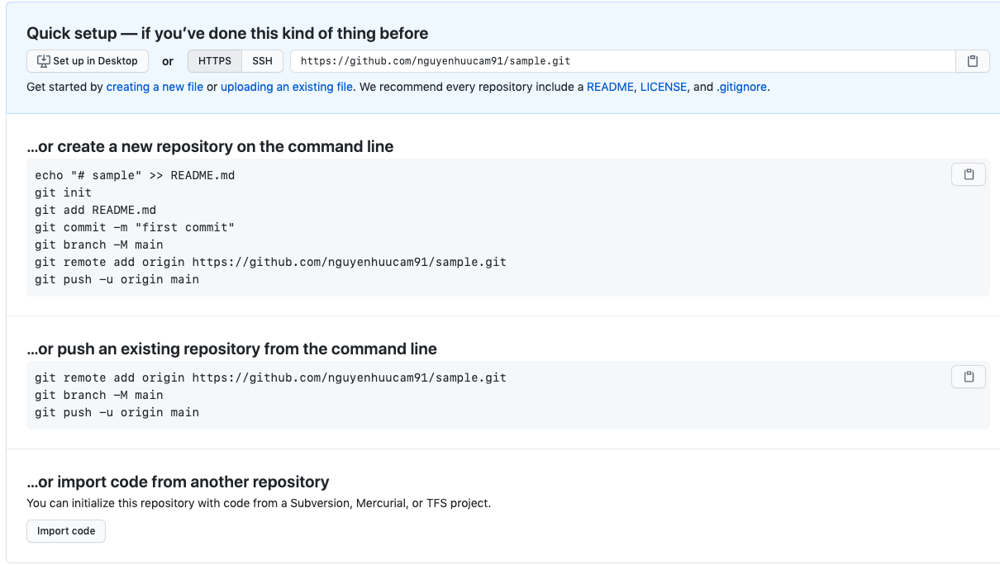 Quick setup — if you’ve done this kind of thing before
Set up in Desktop or HTTPS SSH https://github.com/nguyenhuucam91/sample.git
Get started by creating a new file or uploading an existing file. We recommend every repository include a README, LICENSE, and .gitignore.
…or create a new repository on the command line
echo "# sample" >> README.md
git init
git add README.md
git commit -m "first commit"
git branch -M main
git remote add origin https://github.com/nguyenhuucam91/sample.git
git push -u origin main
…or push an existing repository from the command line
git remote add origin https://github.com/nguyenhuucam91/sample.git
git branch -M main
git push -u origin main
…or import code from another repository
You can initialize this repository with code from a Subversion, Mercurial, or TFS project.
Import code